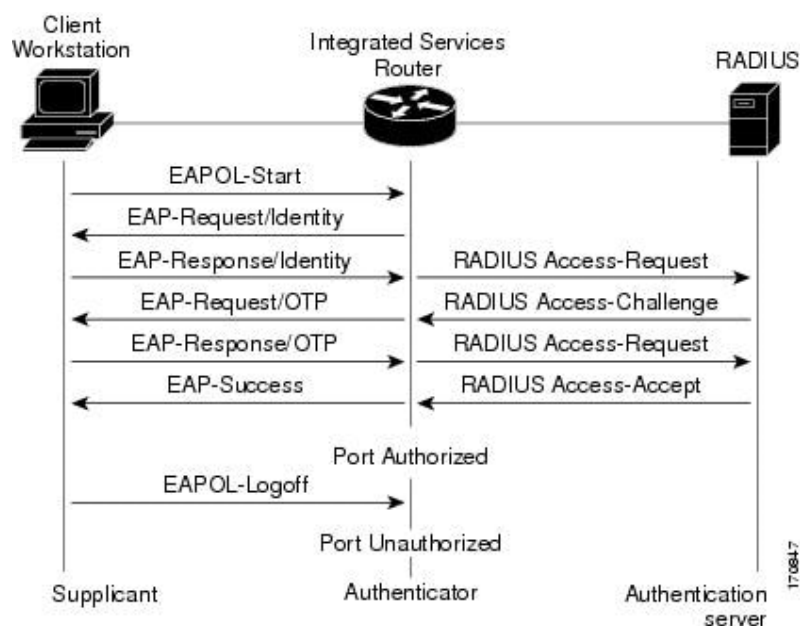 Client
Workstation
Integrated Services
Router
RADIUS
EAPOL-Start
EAP-Request/Identity
EAP-Response/Identity
RADIUS Access-Request
EAP-Request/OTP
RADIUS Access-Challenge
EAP-Response/OTP
RADIUS Access-Request
EAP-Success
RADIUS Access-Accept
Port Authorized
EAPOL-Logoff
Port Unauthorized
Supplicant
Authenticator
Authentication
server
170847